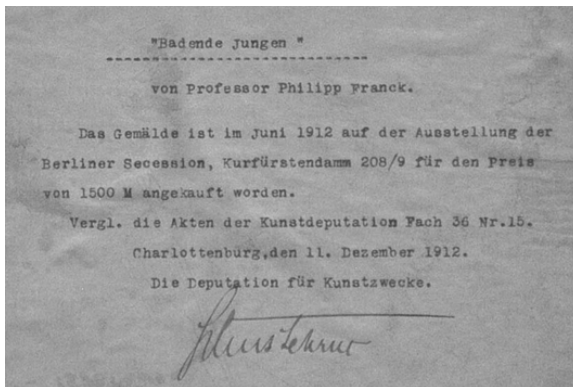 "Badende Jungen "
von Professor Philipp Franck.
Das Gemälde ist im Juni 1912 auf der Ausstellung der
Berliner Secession, Kurfürstendamm 208/9 für den Preis
von 1500 M angekauft worden.
Vergl. die Akten der Kunstdeputation Fach 36 Nr.15.
Charlottenburg,den 11. Dezember 1912.
Die Deputation für Kunstzwecke.